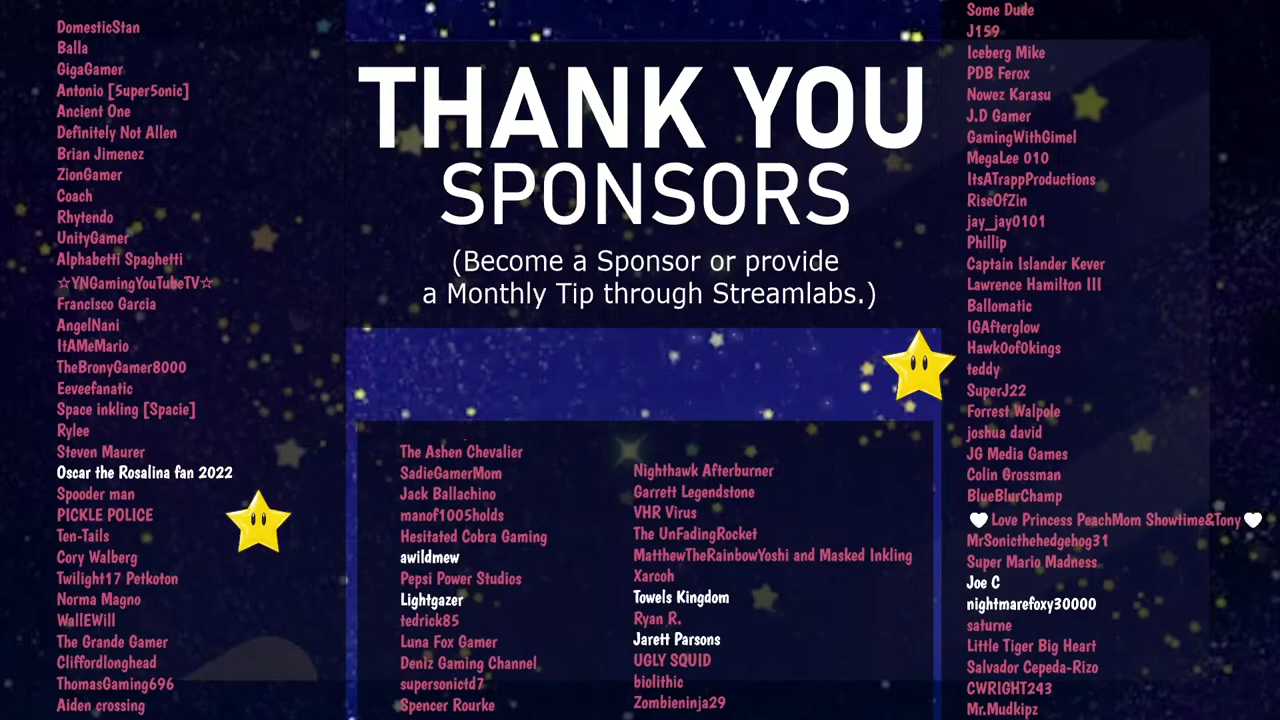 DomesticStan
Balla
GigaGamer
Antonio [5uper5onic]
Ancient One
Definitely Not Allen
Brian Jimenez
ZionGamer
Coach
Rhytendo
UnityGamer
Alphabetti Spaghetti
☆YNGamingYouTubeTV☆
Francisco Garcia
AngelNani
ItAMeMario
TheBronyGamer8000
Eeveefanatic
Space inkling [Spacie]
Rylee
Steven Maurer
Oscar the Rosalina fan 2022
Spooder man
PICKLE POLICE
Ten-Tails
Cory Walberg
Twilight17 Petkoton
Norma Magno
WallEWill
The Grande Gamer
Cliffordlonghead
ThomasGaming696
Aiden crossing
THANK YOU
SPONSORS
(Become a Sponsor or provide
a Monthly Tip through Streamlabs.)
The Ashen Chevalier
SadieGamerMom
Jack Ballachino
manof1005holds
Hesitated Cobra Gaming
awildmew
Pepsi Power Studios
Lightgazer
tedrick85
Luna Fox Gamer
Deniz Gaming Channel
supersonictd7
Spencer Rourke
Nighthawk Afterburner
Garrett Legendstone
VHR Virus
The UnFadingRocket
MatthewTheRainbowYoshi and Masked Inkling
Xarcoh
Towels Kingdom
Ryan R.
Jarett Parsons
UGLY SQUID
biolithic
Zombieninja29
Some Dude
J159
Iceberg Mike
PDB Ferox
Nowez Karasu
J.D Gamer
GamingWithGimel
MegaLee 010
ItsATrappProductions
RiseOfZin
jay_jay0101
Phillip
Captain Islander Kever
Lawrence Hamilton III
Ballomatic
IGAfterglow
Hawk0of0kings
teddy
SuperJ22
Forrest Walpole
joshua david
JG Media Games
Colin Grossman
BlueBlurChamp
🤍Love Princess PeachMom Showtime&Tony🤍
MrSonicthehedgehog31
Super Mario Madness
Joe C
nightmarefoxy30000
saturne
Little Tiger Big Heart
Salvador Cepeda-Rizo
CWRIGHT243
Mr.Mudkipz